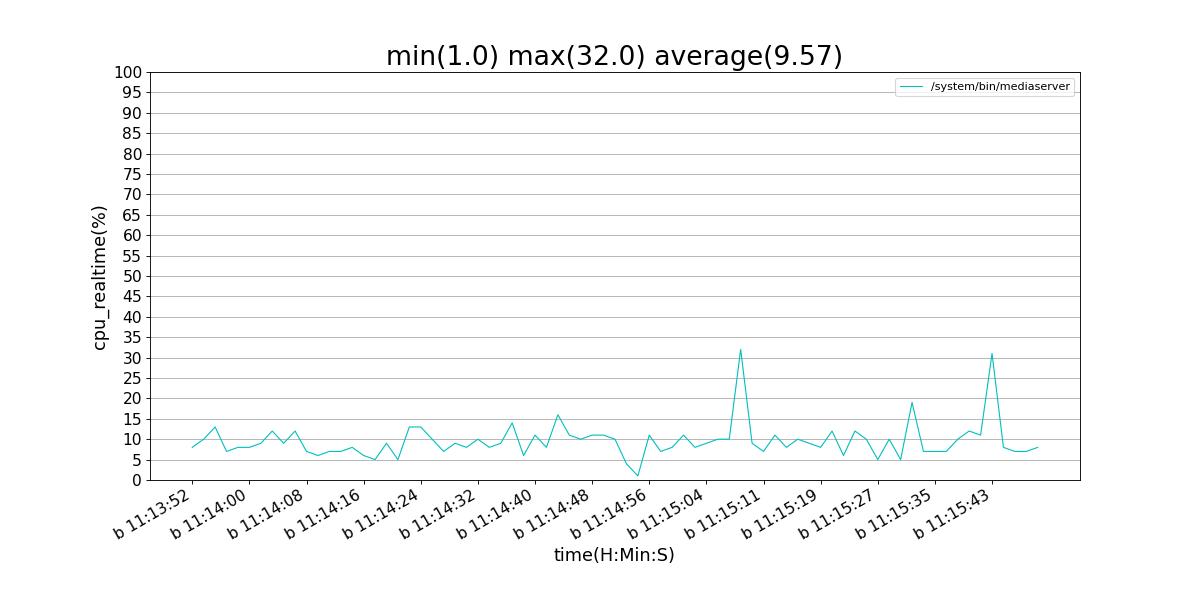 min(1.0) max(32.0) average(9.57)
/system/bin/mediaserver
100
95
90
85
80
75
70
65
60
55
50
45
40
35
30
25
20
15
10
5
0
cpu_realtime(%)
b 11:13:52
b 11:14:00
b 11:14:08
b 11:14:16
b 11:14:24
b 11:14:32
b 11:14:40
b 11:14:48
b 11:14:56
b 11:15:04
b 11:15:11
b 11:15:19
b 11:15:27
b 11:15:35
b 11:15:43
time(H:Min:S)